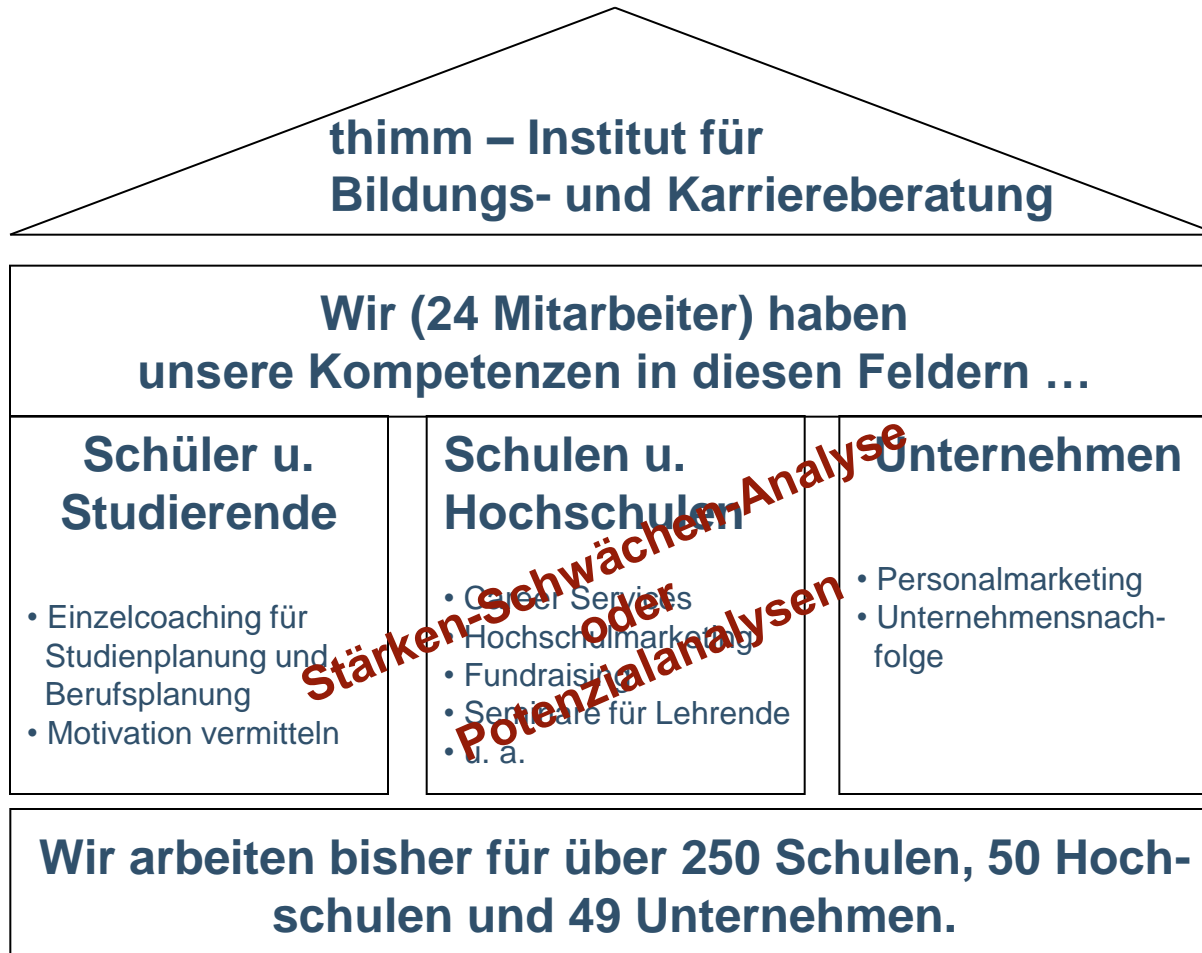 thimm – Institut für
Bildungs- und Karriereberatung
Wir (24 Mitarbeiter) haben
unsere Kompetenzen in diesen Feldern …
Schüler u.
Studierende
• Einzelcoaching für
Studienplanung und
Berufsplanung
• Motivation vermitteln
Schulen u.
Hochschulen
• Career Services
• Hochschulmarketing
• Fundraising
• Seminare für Lehrende
• u. a.
Unternehmen
• Personalmarketing
• Unternehmensnach-
folge
Stärken-Schwächen-Analyse
oder
Potenzialanalysen
Wir arbeiten bisher für über 250 Schulen, 50 Hoch-
schulen und 49 Unternehmen.